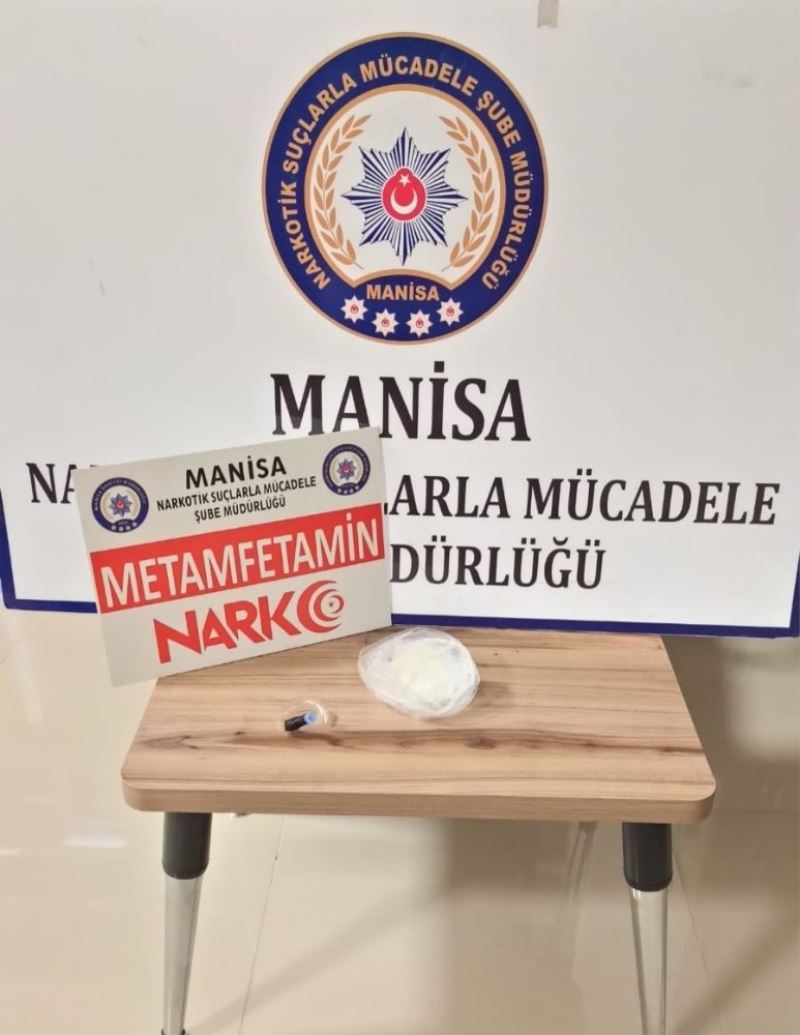 NARKOTİK SUÇLARLA MÜCADELE ŞUBE MÜDÜRLÜĞÜ
MANİSA
MANİSA
NA LARLA MÜCADELE
DÜRLÜĞÜ
MANİSA
NARKOTİK SUÇLARLA MÜCADELE
ŞUBE MÜDÜRLÜĞÜ
METAMFETAMİN
NARKO